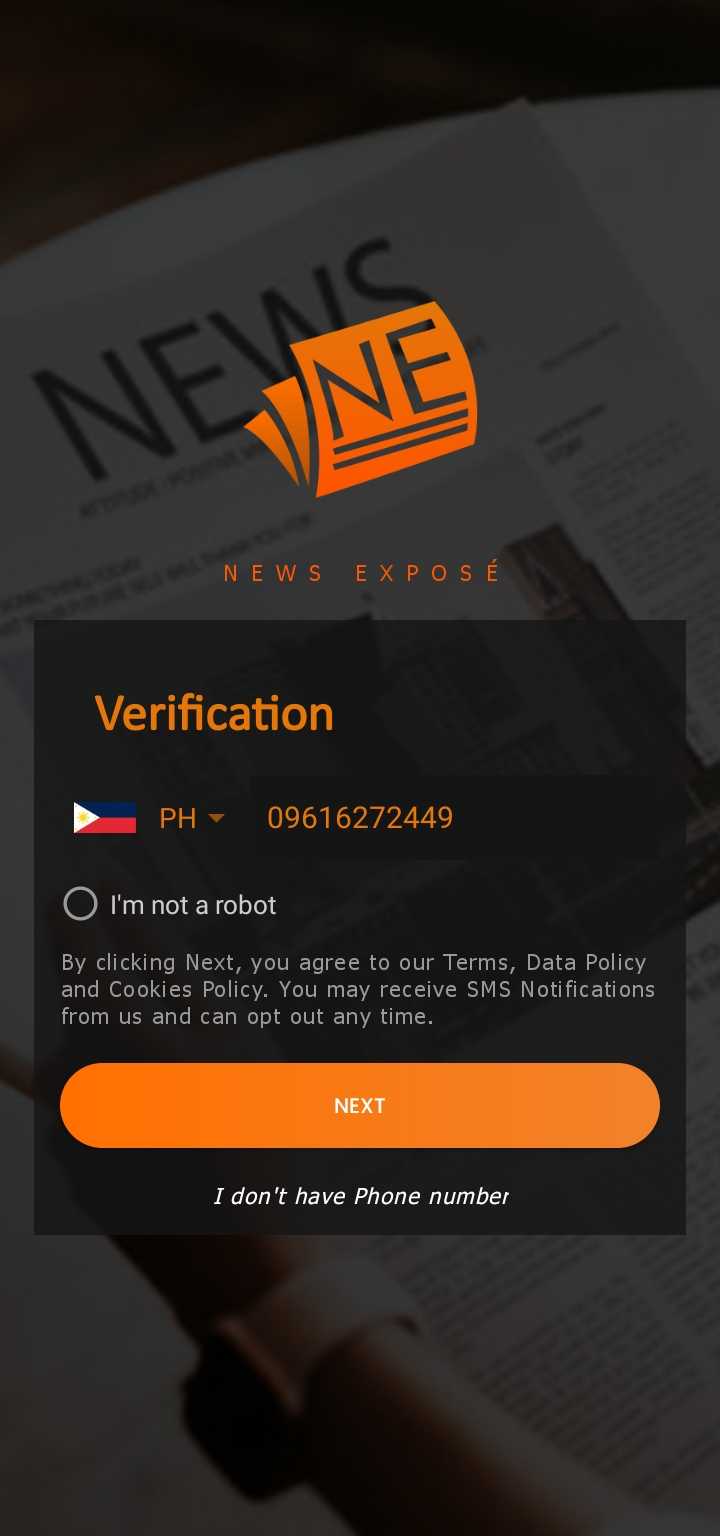 NEWS
NE
NEWS EXPOSÉ
Verification
PH 09616272449
I'm not a robot
By clicking Next, you agree to our Terms, Data Policy
and Cookies Policy. You may receive SMS Notifications
from us and can opt out any time.
NEXT
I don't have Phone number